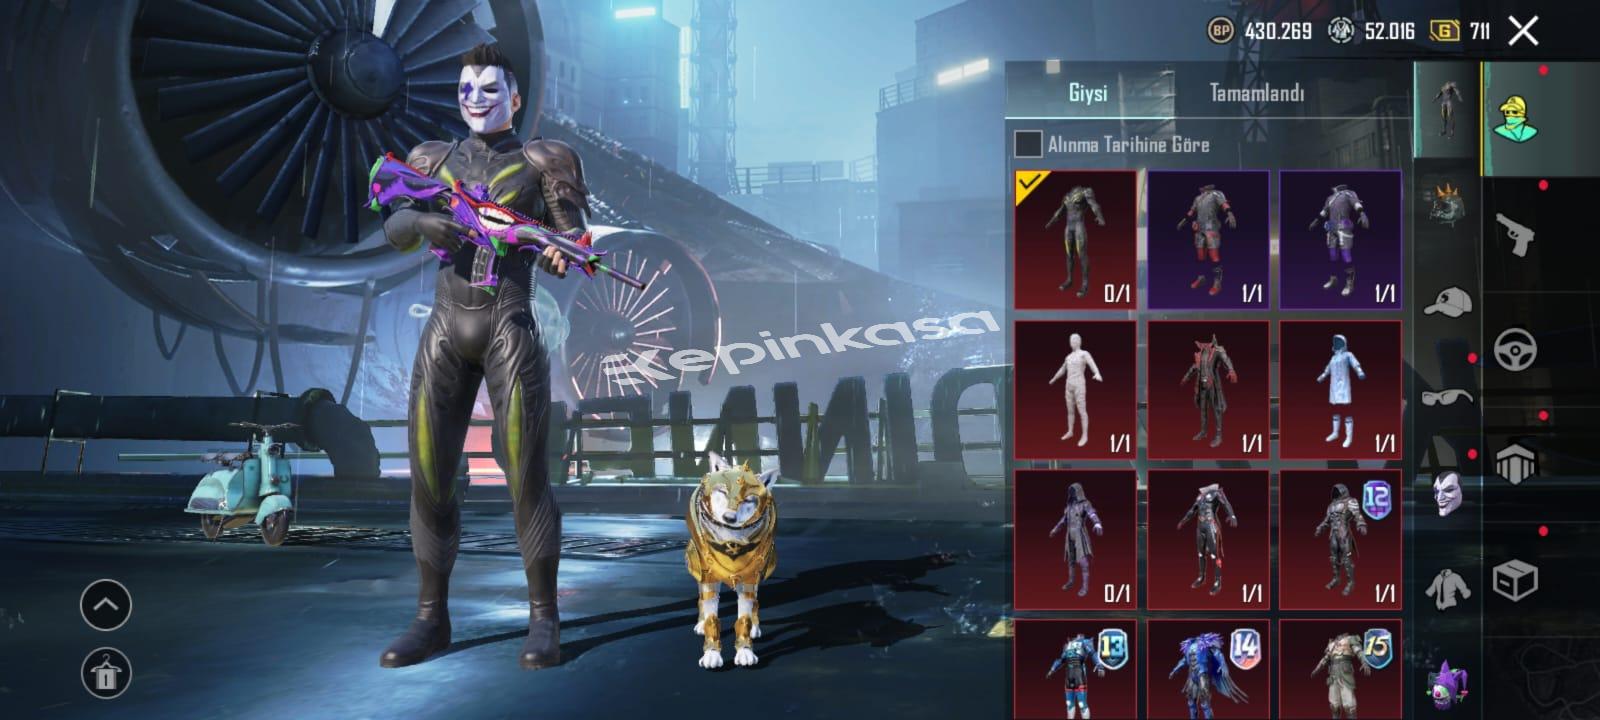 BP 430.269 52.016 G 711
Giysi Tamamlandı
Alınma Tarihine Göre
0/1 1/1 1/1
epinkasa
1/1 1/1 1/1
12
0/1 1/1 1/1
13 14 15